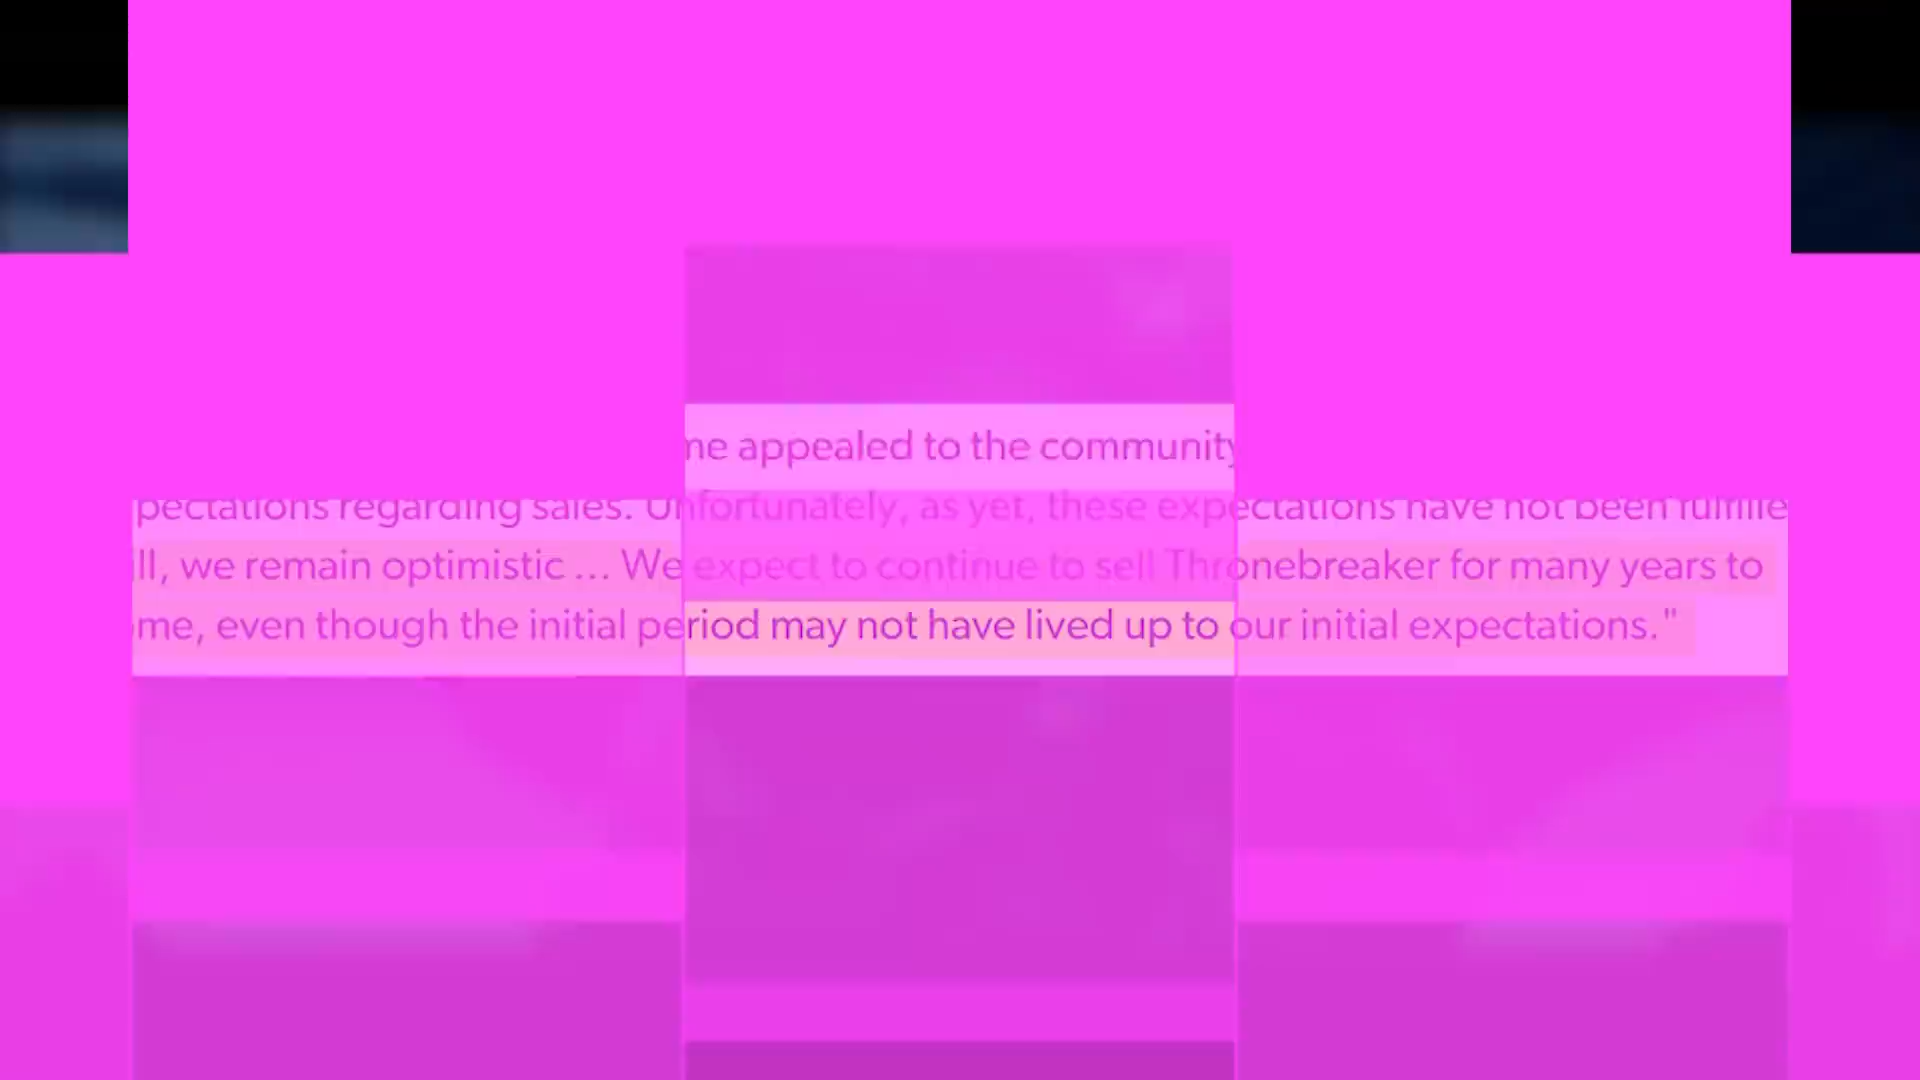 me appealed to the community
pectations regarding sales. Unfortunately, as yet, these expectations have not been fulfille
ll, we remain optimistic ... We expect to continue to sell Thronebreaker for many years to
me, even though the initial period may not have lived up to our initial expectations."